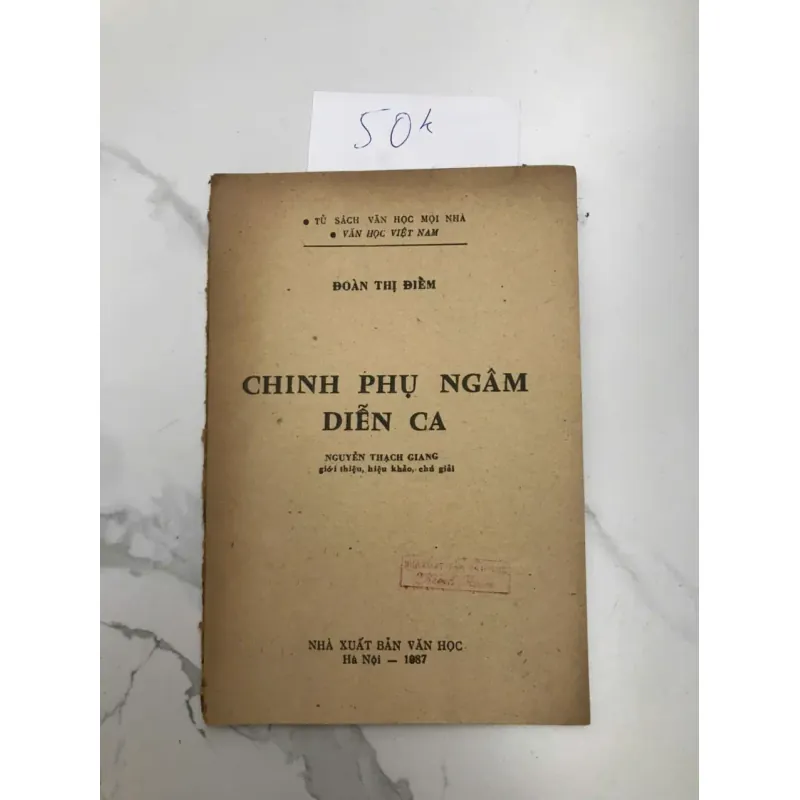 50k
• TỦ SÁCH VĂN HỌC MỌI NHÀ
• VĂN HỌC VIỆT NAM
ĐOÀN THỊ ĐIỂM
CHINH PHỤ NGÂM
DIỄN CA
NGUYỄN THẠCH GIANG
giới thiệu, hiệu khảo, chú giải
NHÀ XUẤT BẢN VĂN HỌC
Hà Nội — 1987